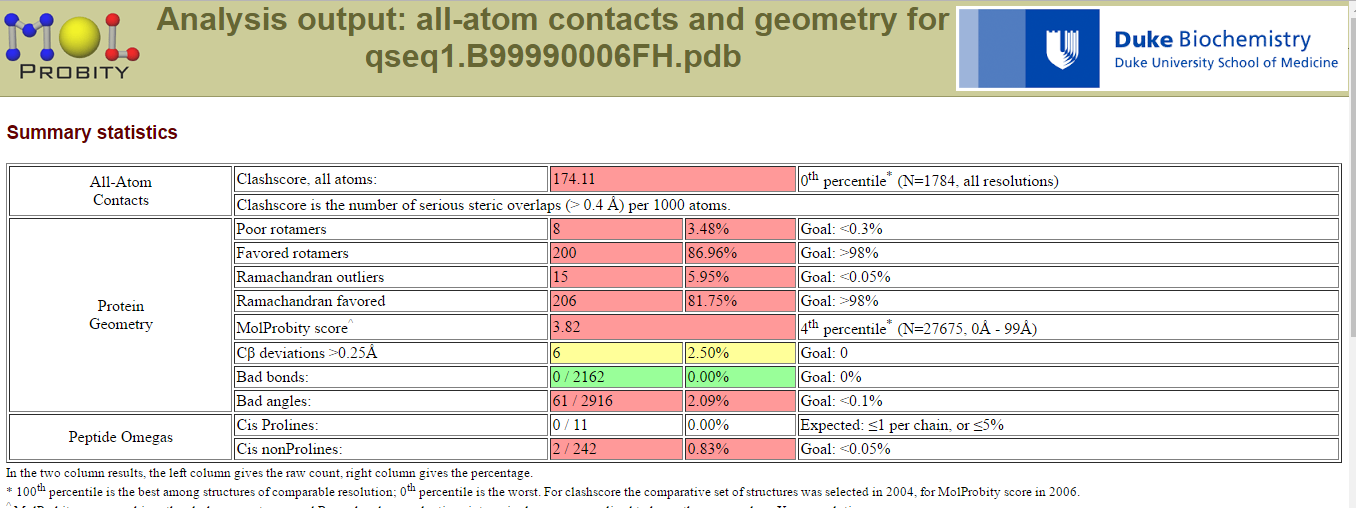 MOL
PROBITY
Analysis output: all-atom contacts and geometry for
qseq1.B99990006FH.pdb
Duke Biochemistry
Duke University School of Medicine
Summary statistics
All-Atom
Contacts
Clashscore, all atoms: 174.11 0th percentile* (N=1784, all resolutions)
Clashscore is the number of serious steric overlaps (> 0.4 Å) per 1000 atoms.
Protein
Geometry
Poor rotamers 8 3.48% Goal: <0.3%
Favored rotamers 200 86.96% Goal: >98%
Ramachandran outliers 15 5.95% Goal: <0.05%
Ramachandran favored 206 81.75% Goal: >98%
MolProbity score^ 3.82 4th percentile* (N=27675, 0Å - 99Å)
Cβ deviations >0.25Å 6 2.50% Goal: 0
Bad bonds: 0 / 2162 0.00% Goal: 0%
Bad angles: 61 / 2916 2.09% Goal: <0.1%
Peptide Omegas
Cis Prolines: 0 / 11 0.00% Expected: ≤1 per chain, or ≤5%
Cis nonProlines: 2 / 242 0.83% Goal: <0.05%
In the two column results, the left column gives the raw count, right column gives the percentage.
* 100th percentile is the best among structures of comparable resolution; 0th percentile is the worst. For clashscore the comparative set of structures was selected in 2004, for MolProbity score in 2006.